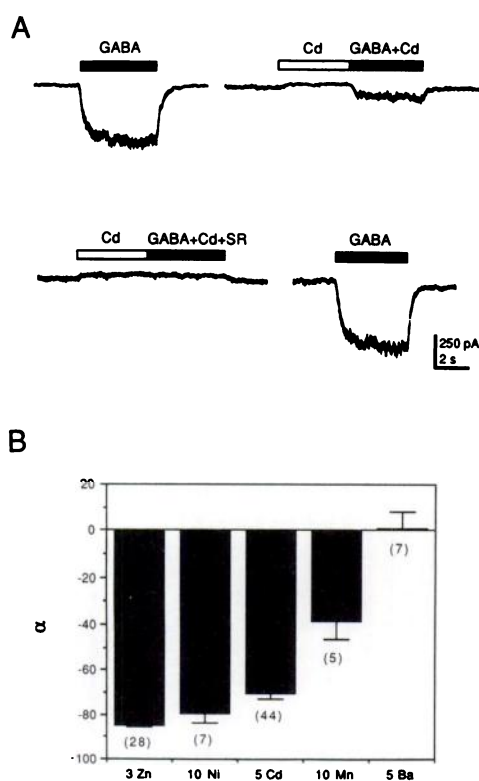 A
GABA
Cd GABA+Cd
Cd GABA+Cd+SR
GABA
250 pA
2 s
B
20
0
-20
-40
-60
-80
-100
α
(28)
(7)
(44)
(5)
(7)
3 Zn 10 Ni 5 Cd 10 Mn 5 Ba